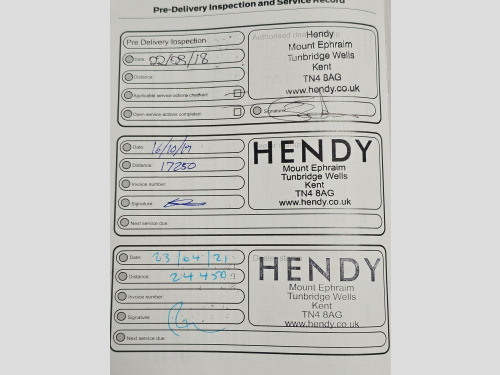 Pre-Delivery Inspection and Service Record
Pre Delivery Inspection
Date: 22/08/18
Distance:
Applicable service actions checked:
Open service actions completed:
Authorised dealer stamp
Hendy
Mount Ephraim
Tunbridge Wells
Kent
TN4 8AG
www.hendy.co.uk
Signature:
Date: 16/10/19
Distance: 17250
Invoice number:
Signature:
Next service due:
HENDY
Mount Ephraim
Tunbridge Wells
Kent
TN4 8AG
www.hendy.co.uk
Date: 23/04/21
Distance: 24450
Invoice number:
Signature:
Next service due:
HENDY
Mount Ephraim
Tunbridge Wells
Kent
TN4 8AG
www.hendy.co.uk